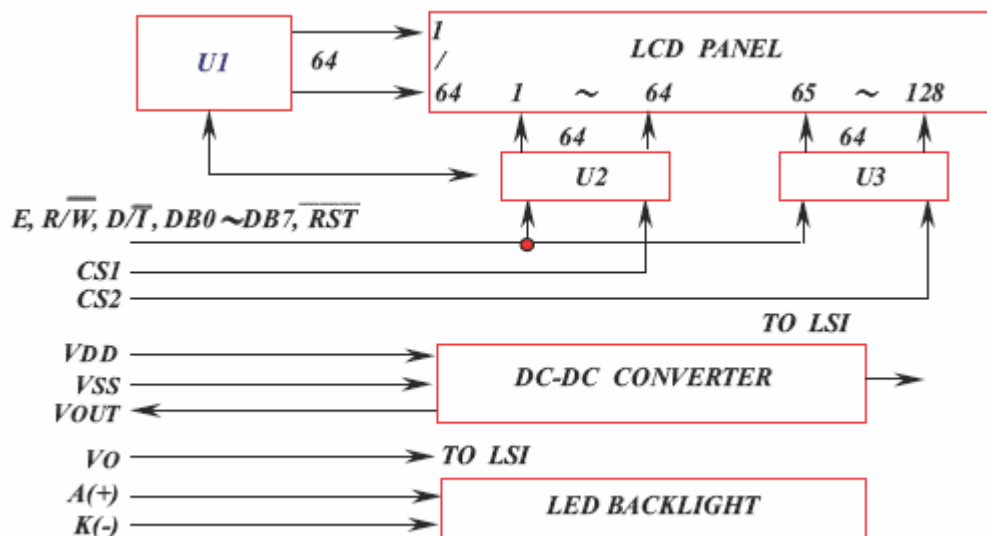 1
U1 64 LCD PANEL
/
64 1 ~ 64 65 ~ 128
64 64
U2 U3
E, R/W̅, D/I̅, DB0~DB7, R̅S̅T̅
CS1
CS2
TO LSI
VDD
DC-DC CONVERTER
VSS
VOUT
VO TO LSI
A(+)
LED BACKLIGHT
K(-)